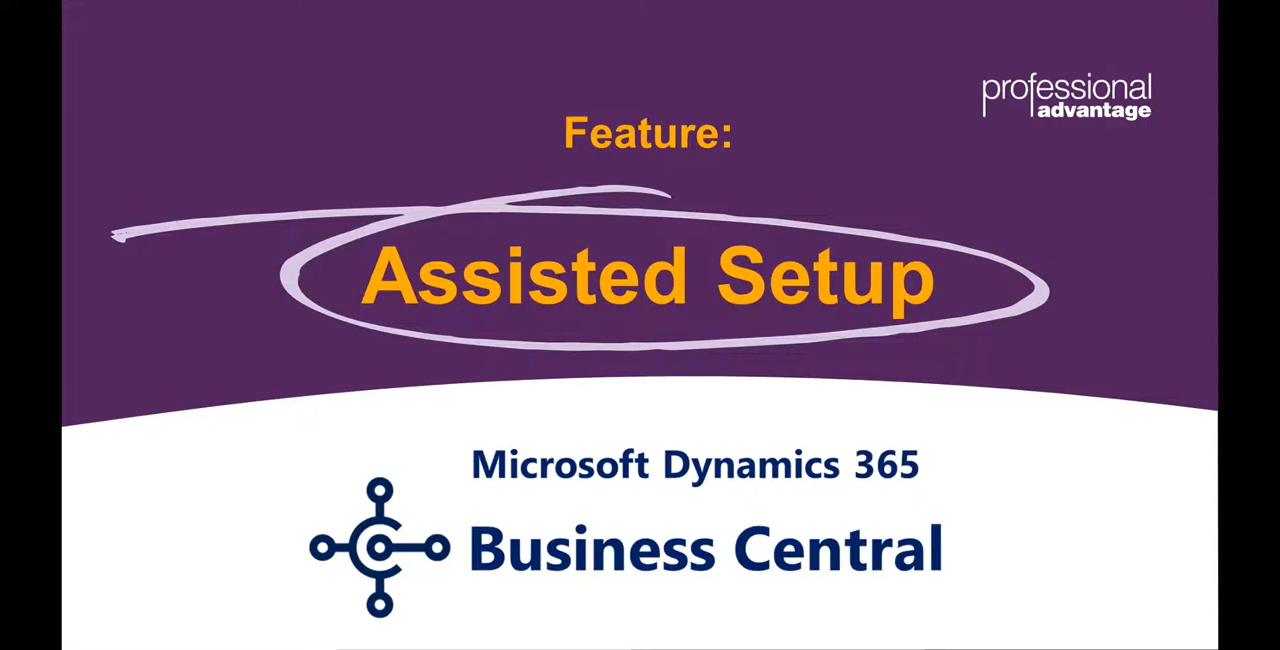 professional
advantage
Feature:
Assisted Setup
Microsoft Dynamics 365
Business Central